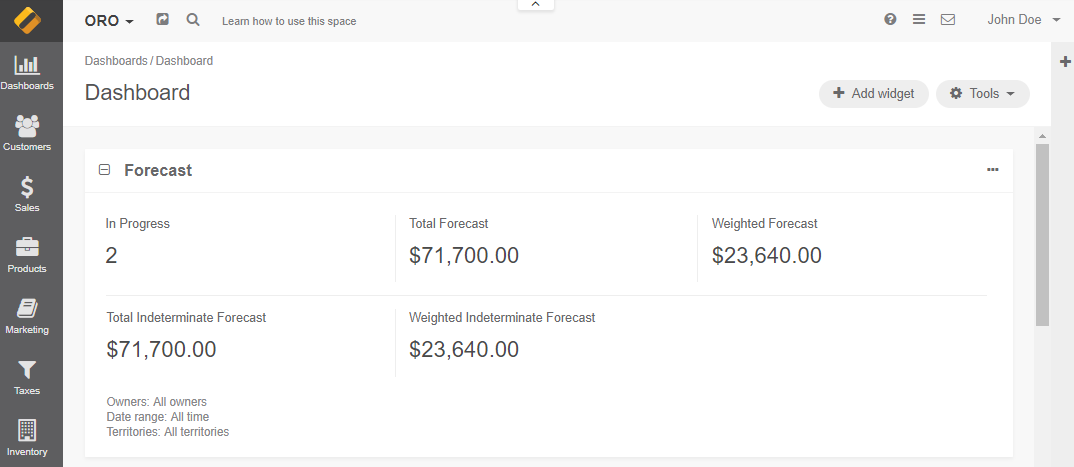 ORO
Learn how to use this space
John Doe
Dashboards
Customers
Sales
Products
Marketing
Taxes
Inventory
Dashboards / Dashboard
Dashboard
Add widget
Tools
Forecast
In Progress
2
Total Forecast
$71,700.00
Weighted Forecast
$23,640.00
Total Indeterminate Forecast
$71,700.00
Weighted Indeterminate Forecast
$23,640.00
Owners: All owners
Date range: All time
Territories: All territories